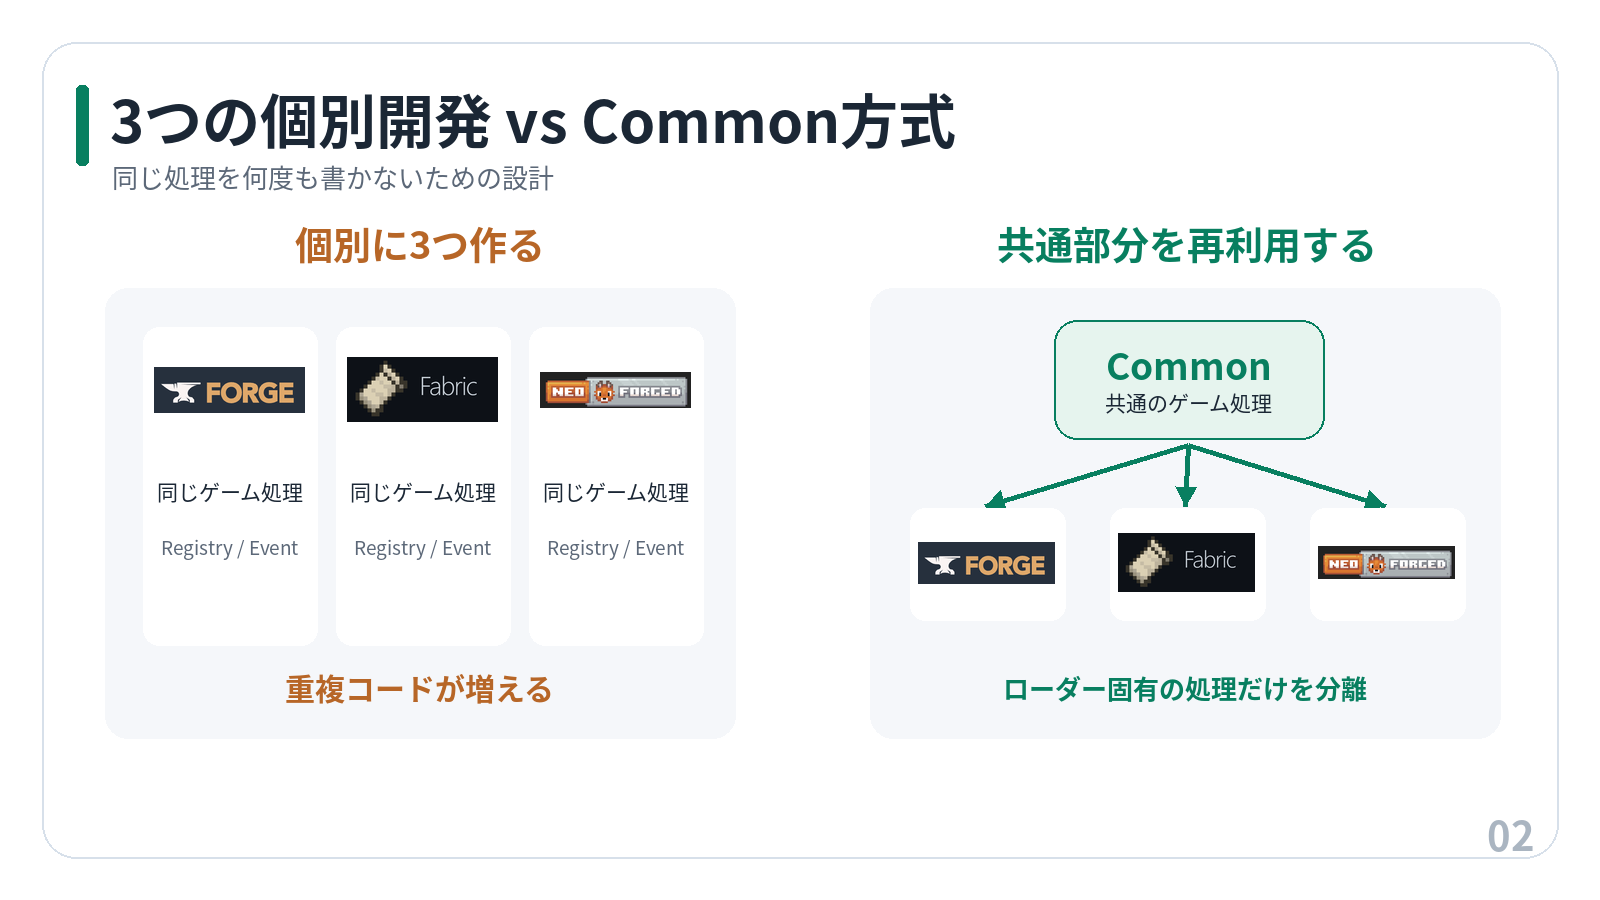 3つの個別開発 vs Common方式
同じ処理を何度も書かないための設計
個別に3つ作る
FORGE
Fabric
NEO FORGED
同じゲーム処理
同じゲーム処理
同じゲーム処理
Registry / Event
Registry / Event
Registry / Event
重複コードが増える
共通部分を再利用する
Common
共通のゲーム処理
FORGE
Fabric
NEO FORGED
ローダー固有の処理だけを分離
02